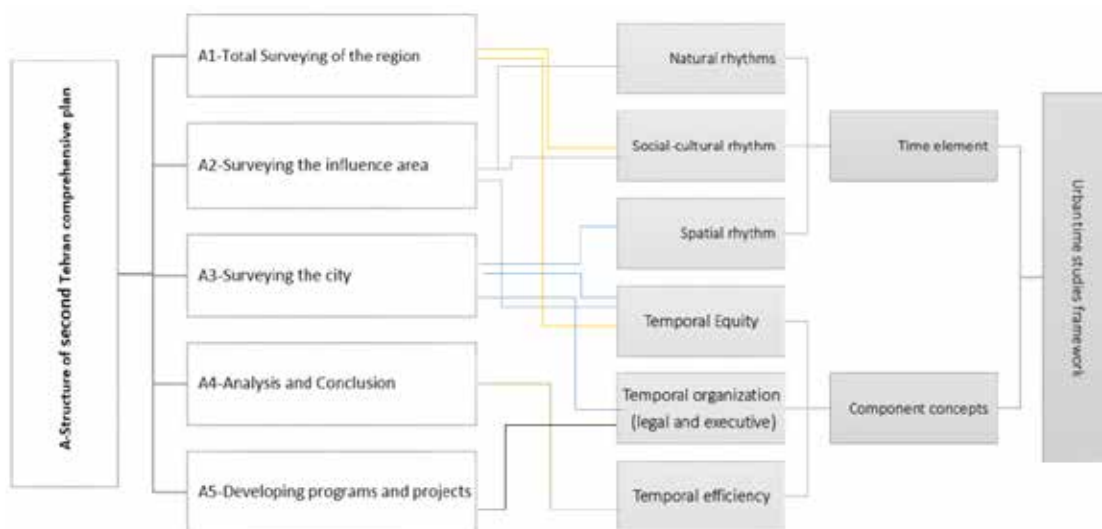 A-Structure of second Tehran comprehensive plan
A1-Total Surveying of the region
A2-Surveying the influence area
A3-Surveying the city
A4-Analysis and Conclusion
A5-Developing programs and projects
Natural rhythms
Social-cultural rhythm
Spatial rhythm
Temporal Equity
Temporal organization
(legal and executive)
Temporal efficiency
Time element
Component concepts
Urban time studies framework